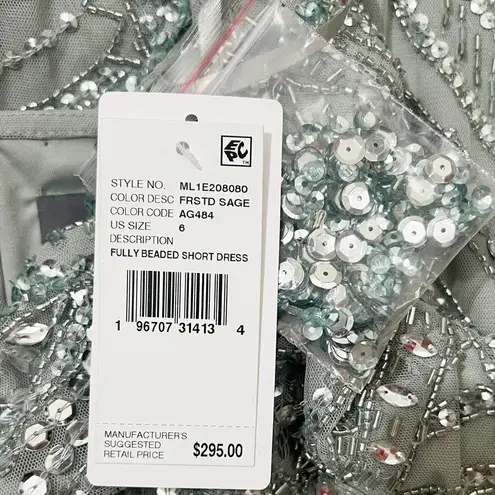 EPC™
STYLE NO. ML1E208080
COLOR DESC FRSTD SAGE
COLOR CODE AG484
US SIZE 6
DESCRIPTION
FULLY BEADED SHORT DRESS
1 96707 31413 4
MANUFACTURER'S
SUGGESTED
RETAIL PRICE $295.00